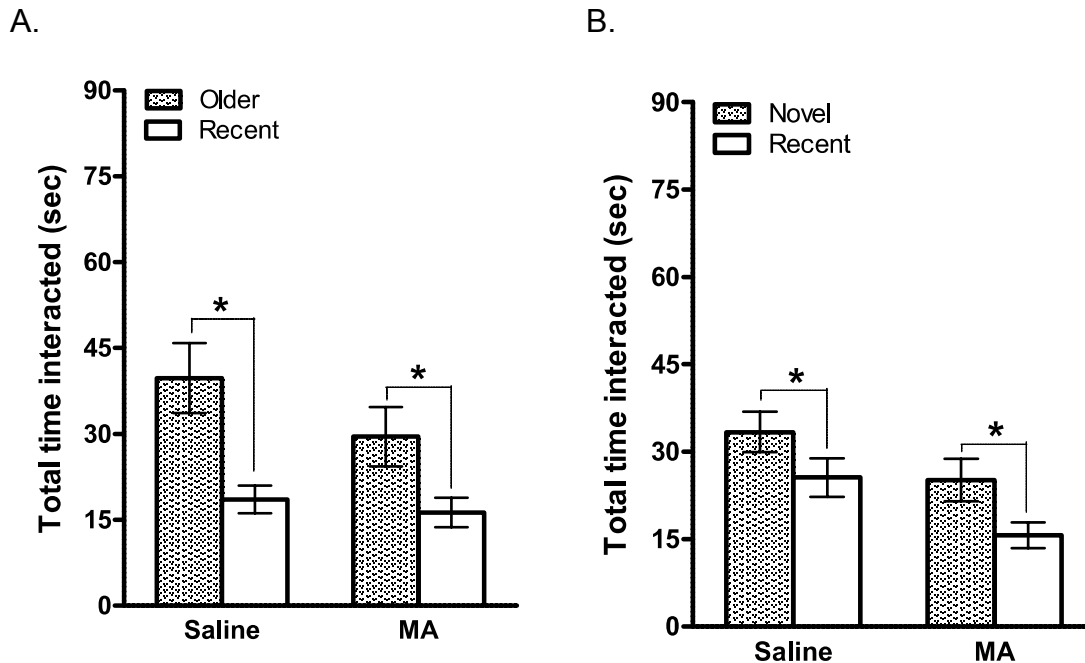 A.
Older
Recent
Total time interacted (sec)
90
75
60
45
30
15
0
*
*
Saline
MA
B.
Novel
Recent
Total time interacted (sec)
90
75
60
45
30
15
0
*
*
Saline
MA